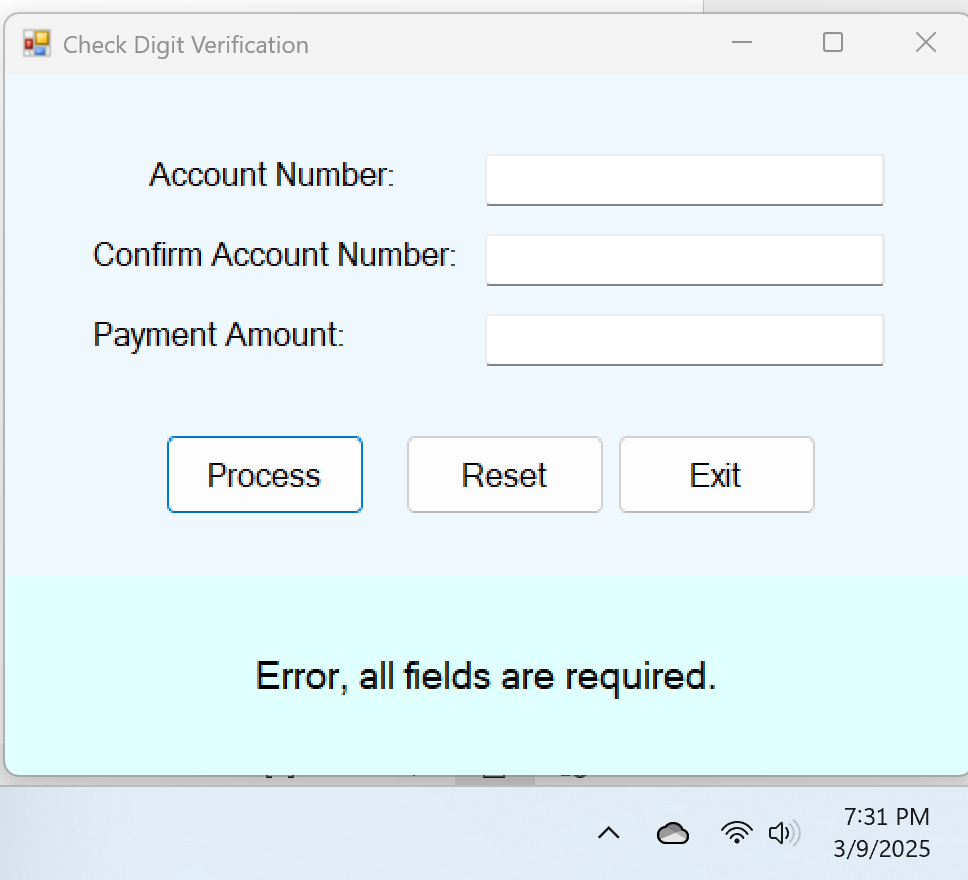 Check Digit Verification
Account Number:
Confirm Account Number:
Payment Amount:
Process Reset Exit
Error, all fields are required.
7:31 PM
3/9/2025